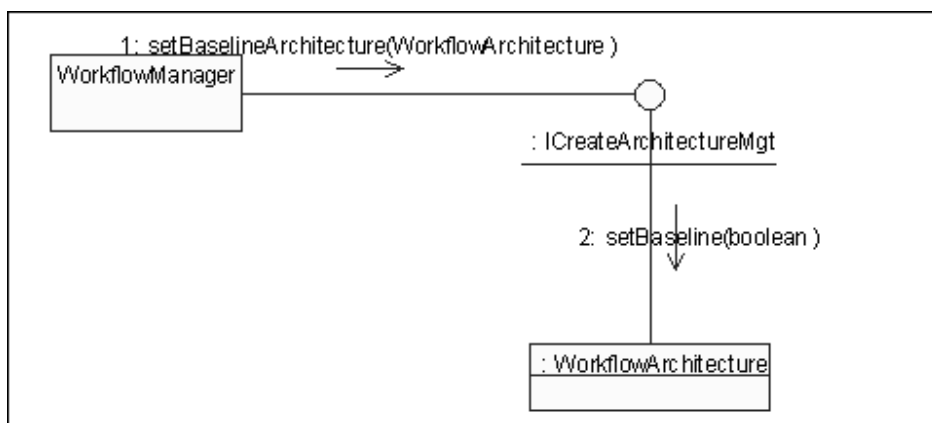 1: setBaselineArchitecture(WorkflowArchitecture )
WorkflowManager
: ICreateArchitectureMgt
2: setBaseline(boolean )
: WorkflowArchitecture